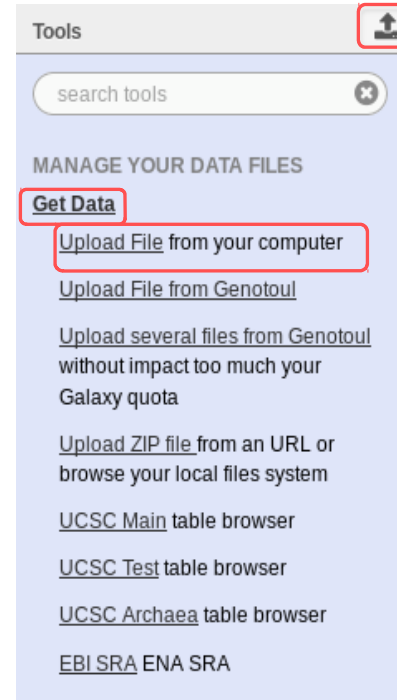 Tools
search tools
MANAGE YOUR DATA FILES
Get Data
Upload File from your computer
Upload File from Genotoul
Upload several files from Genotoul
without impact too much your
Galaxy quota
Upload ZIP file from an URL or
browse your local files system
UCSC Main table browser
UCSC Test table browser
UCSC Archaea table browser
EBI SRA ENA SRA